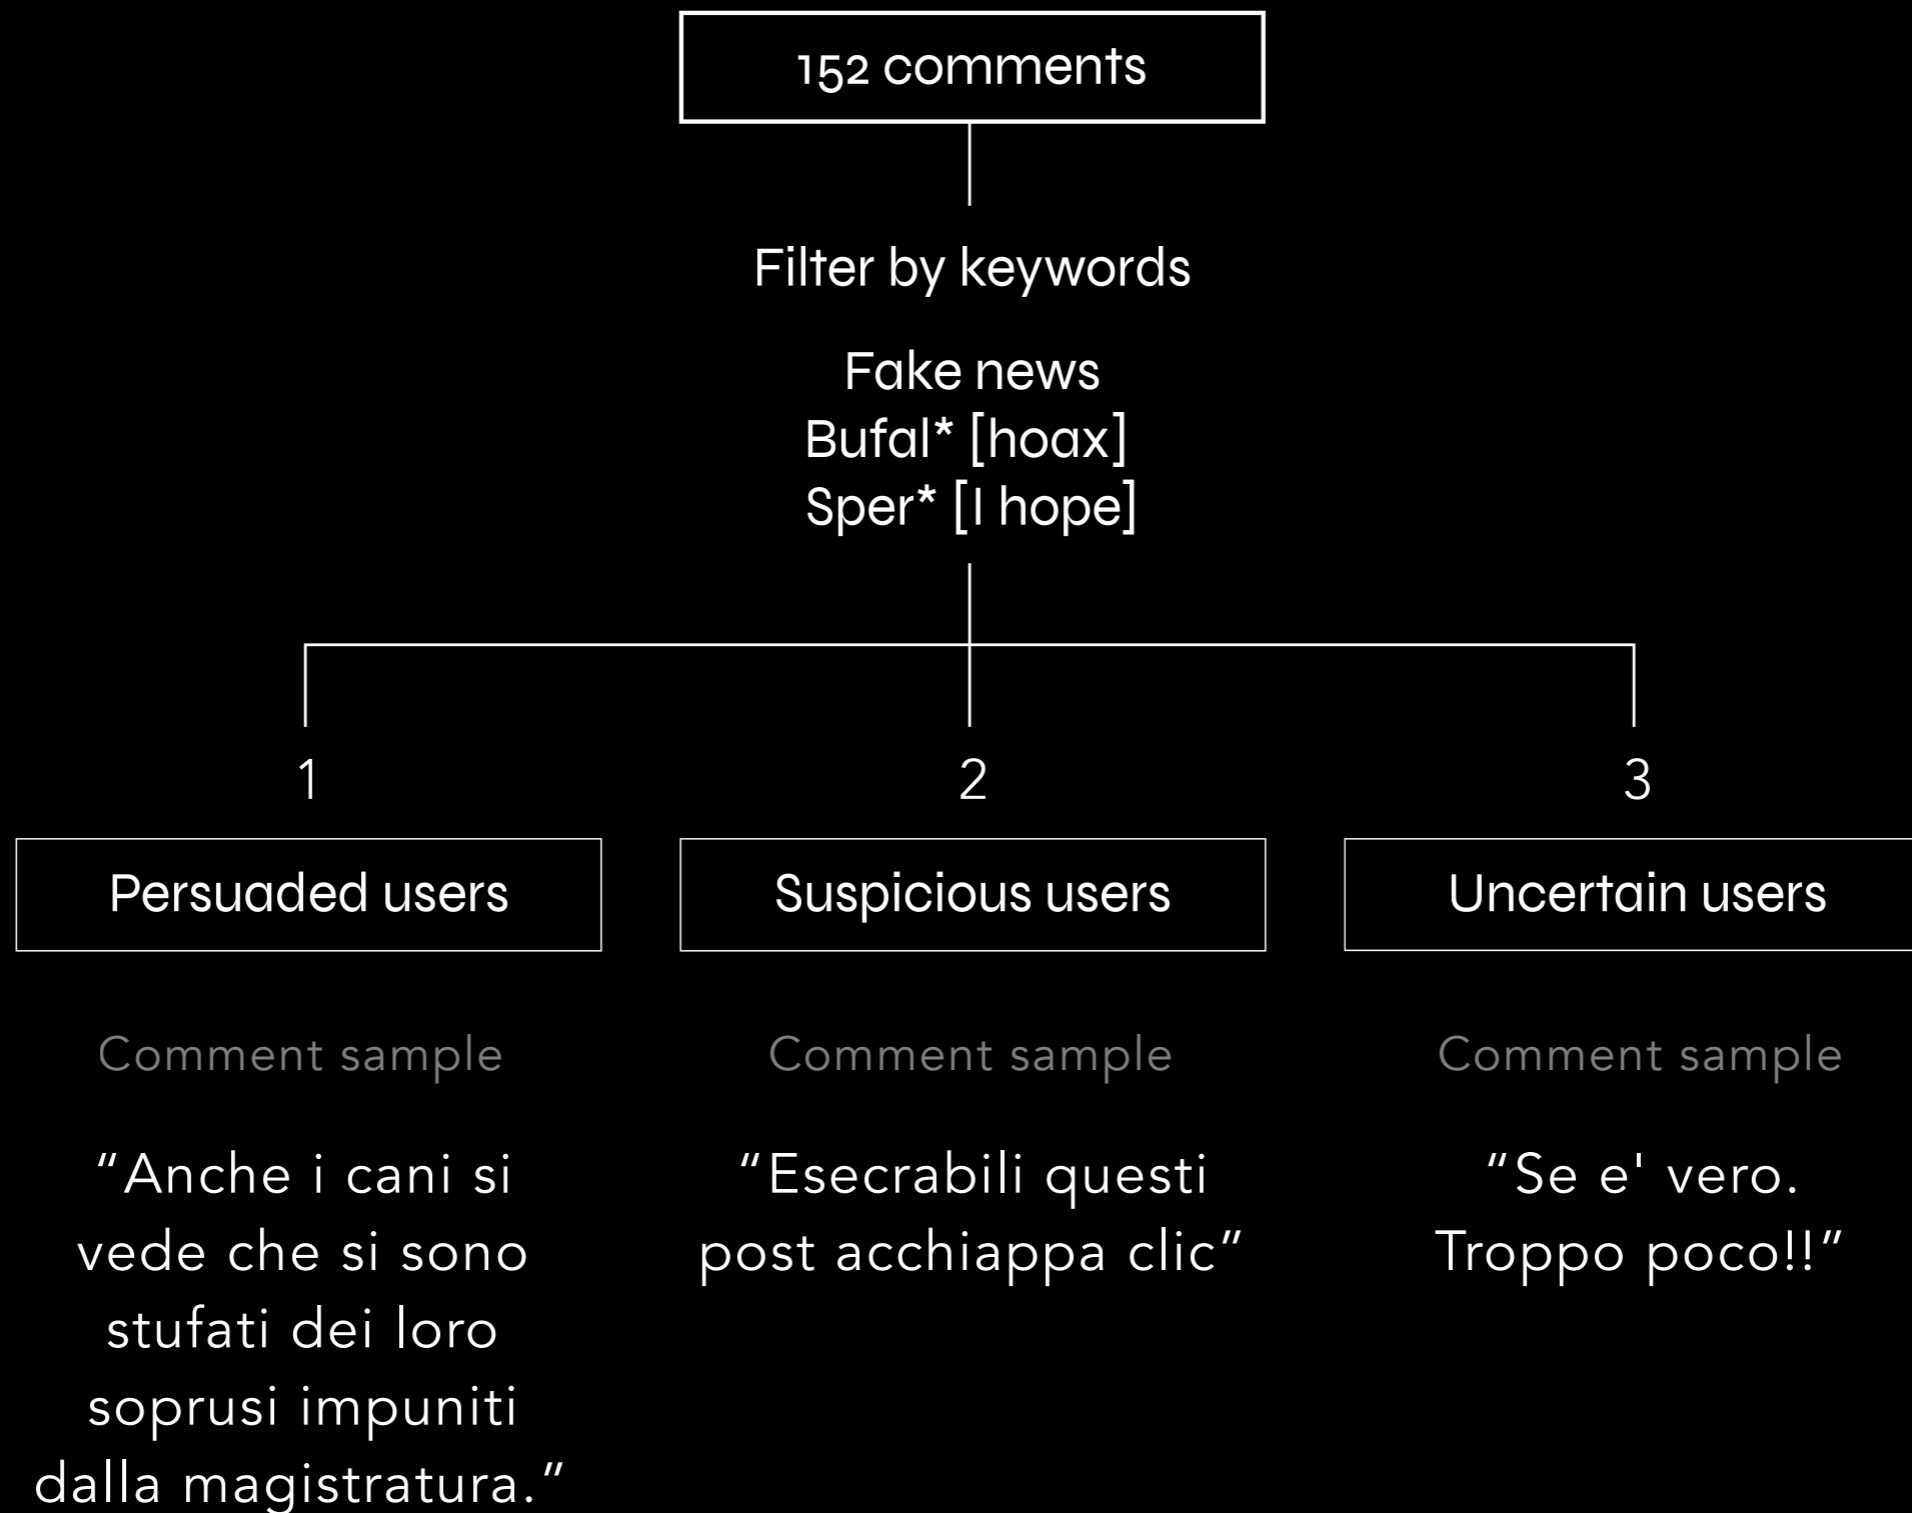 152 comments
Filter by keywords
Fake news
Bufal* [hoax]
Sper* [I hope]
1
2
3
Persuaded users
Suspicious users
Uncertain users
Comment sample
Comment sample
Comment sample
“Anche i cani si
vede che si sono
stufati dei loro
soprusi impuniti
dalla magistratura.”
“Esecrabili questi
post acchiappa clic”
“Se e' vero.
Troppo poco!!”